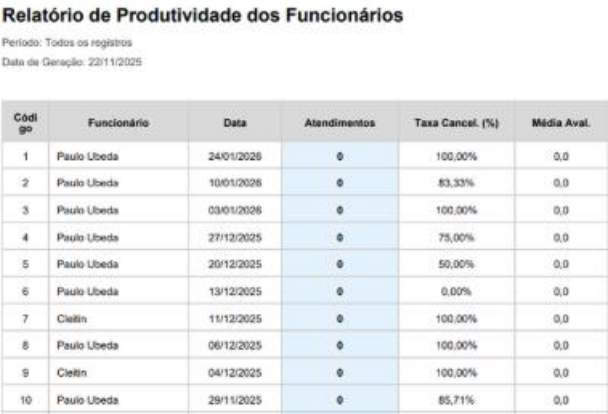 Relatório de Produtividade dos Funcionários
Período: Todos os registros
Data de Geração: 22/11/2025
Códi
go Funcionário Data Atendimentos Taxa Cancel. (%) Média Aval.
1 Paulo Ubeda 24/01/2026 0 100,00% 0,0
2 Paulo Ubeda 10/01/2026 0 83,33% 0,0
3 Paulo Ubeda 03/01/2026 0 100,00% 0,0
4 Paulo Ubeda 27/12/2025 0 75,00% 0,0
5 Paulo Ubeda 20/12/2025 0 50,00% 0,0
6 Paulo Ubeda 13/12/2025 0 0,00% 0,0
7 Cleitin 11/12/2025 0 100,00% 0,0
8 Paulo Ubeda 06/12/2025 0 100,00% 0,0
9 Cleitin 04/12/2025 0 100,00% 0,0
10 Paulo Ubeda 29/11/2025 0 85,71% 0,0